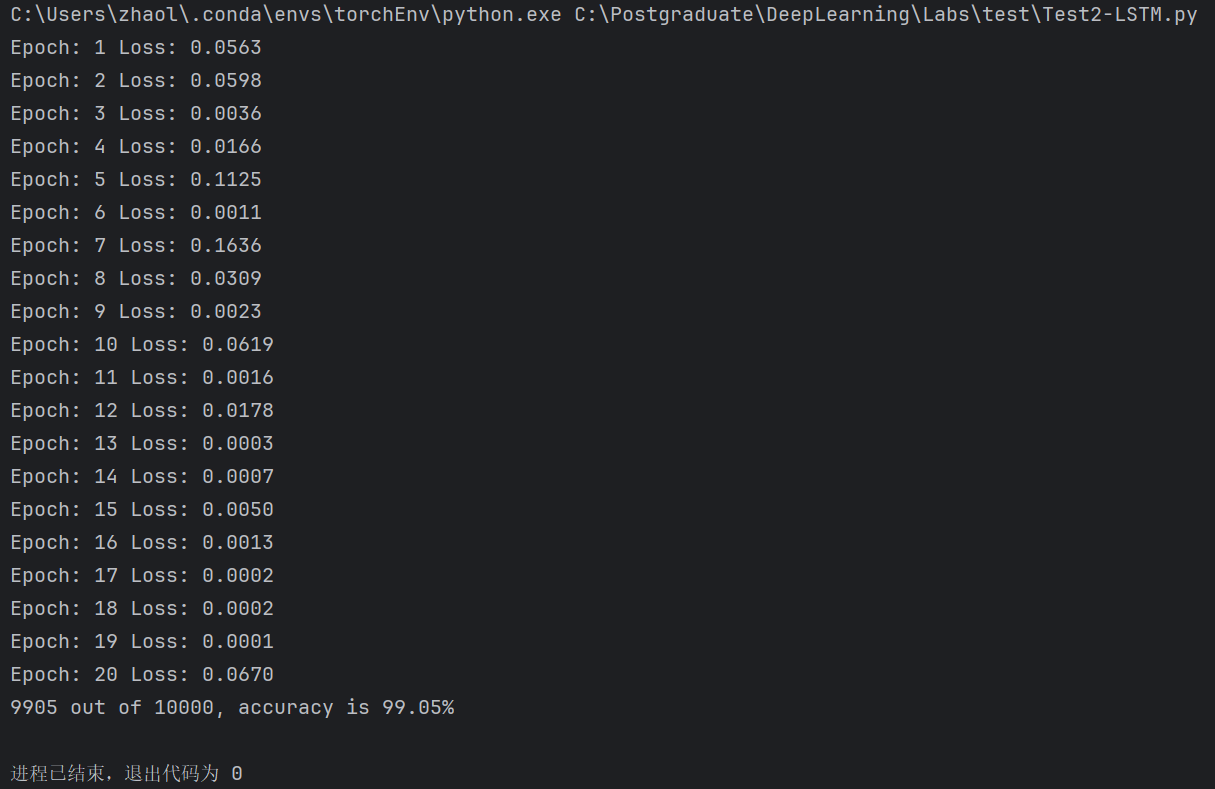 C:\Users\zhaol\.conda\envs\torchEnv\python.exe C:\Postgraduate\DeepLearning\Labs\test\Test2-LSTM.py
Epoch: 1 Loss: 0.0563
Epoch: 2 Loss: 0.0598
Epoch: 3 Loss: 0.0036
Epoch: 4 Loss: 0.0166
Epoch: 5 Loss: 0.1125
Epoch: 6 Loss: 0.0011
Epoch: 7 Loss: 0.1636
Epoch: 8 Loss: 0.0309
Epoch: 9 Loss: 0.0023
Epoch: 10 Loss: 0.0619
Epoch: 11 Loss: 0.0016
Epoch: 12 Loss: 0.0178
Epoch: 13 Loss: 0.0003
Epoch: 14 Loss: 0.0007
Epoch: 15 Loss: 0.0050
Epoch: 16 Loss: 0.0013
Epoch: 17 Loss: 0.0002
Epoch: 18 Loss: 0.0002
Epoch: 19 Loss: 0.0001
Epoch: 20 Loss: 0.0670
9905 out of 10000, accuracy is 99.05%
进程已结束，退出代码为 0